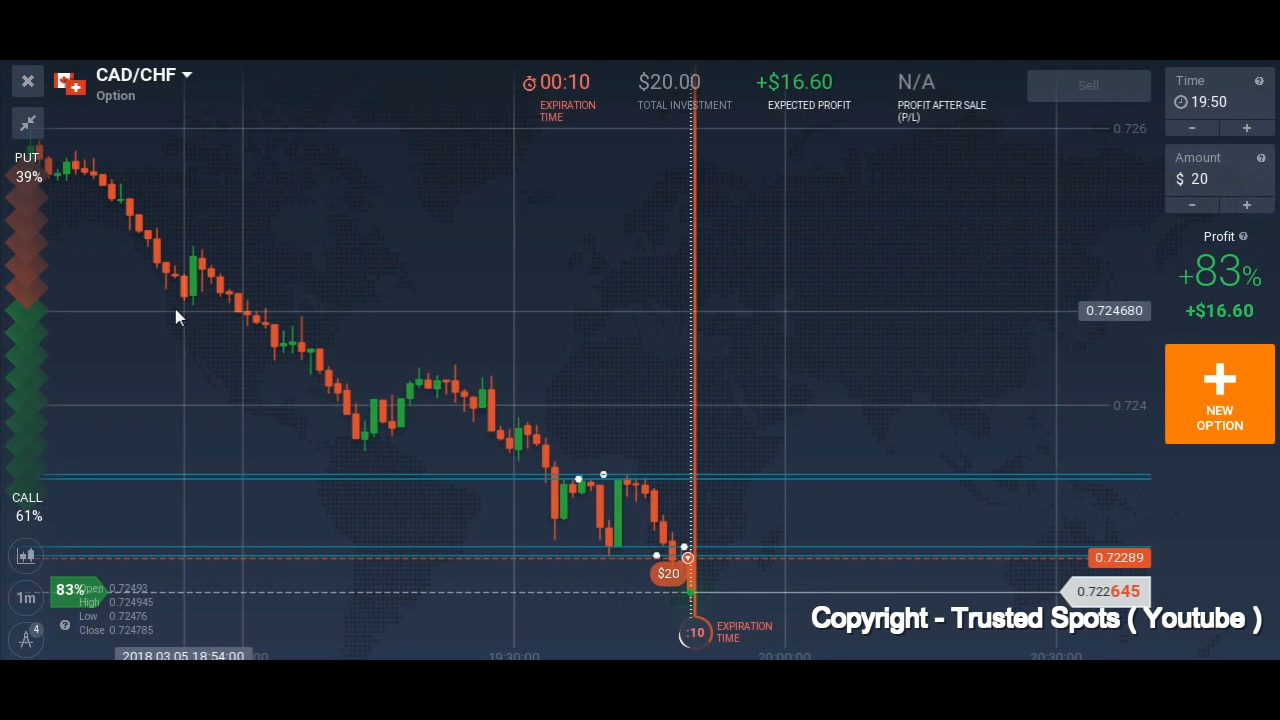 CAD/CHF
Option
00:10
EXPIRATION
TIME
$20.00
TOTAL INVESTMENT
+$16.60
EXPECTED PROFIT
N/A
PROFIT AFTER SALE
(P/L)
Sell
Time
19:50
-
+
Amount
$ 20
-
+
Profit
+83%
+$16.60
NEW
OPTION
PUT
39%
CALL
61%
0.726
0.724680
0.724
0.72289
0.722645
$20
83%
Open 0.72493
High 0.724945
Low 0.72476
Close 0.724785
1m
4
:10
EXPIRATION
TIME
Copyright - Trusted Spots ( Youtube )
2018.03.05 18:54:00
19:30:00
20:00:00
20:30:00